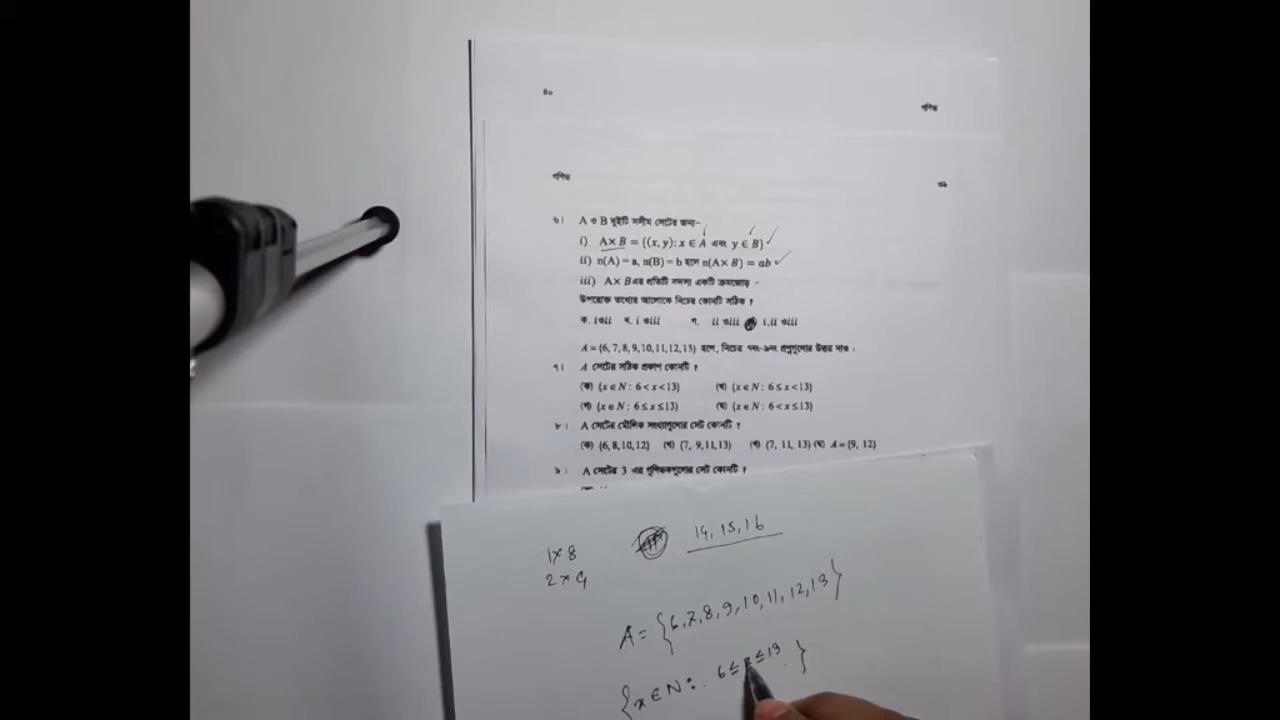 ৪০
গণিত
গণিত
৩৯
৬। A ও B দুইটি সসীম সেটের জন্য-
i) A×B = {(x, y): x ∈ A এবং y ∈ B}
ii) n(A) = a, n(B) = b হলে n(A × B) = ab
iii) A × B এর প্রতিটি সদস্য একটি ক্রমজোড়
উপরোক্ত তথ্যের আলোকে নিচের কোনটি সঠিক ?
ক. i ও ii খ. i ও iii গ. ii ও iii i, ii ও iii
A = {6, 7, 8, 9, 10, 11, 12, 13} হলে, নিচের ৭নং-৯নং প্রশ্নগুলোর উত্তর দাও :
৭। A সেটের সঠিক প্রকাশ কোনটি ?
(ক) {x ∈ N : 6 < x < 13} (খ) {x ∈ N : 6 ≤ x < 13}
(গ) {x ∈ N : 6 ≤ x ≤ 13} (ঘ) {x ∈ N : 6 < x ≤ 13}
৮। A সেটের মৌলিক সংখ্যাগুলোর সেট কোনটি ?
(ক) {6, 8, 10, 12} (খ) {7, 9, 11, 13} (গ) {7, 11, 13} (ঘ) A = {9, 12}
৯। A সেটের 3 এর গুণিতকগুলোর সেট কোনটি ?
14, 15, 16
1×8
2×4
A = {6, 7, 8, 9, 10, 11, 12, 13}
{x ∈ N : 6 ≤ x ≤ 13}